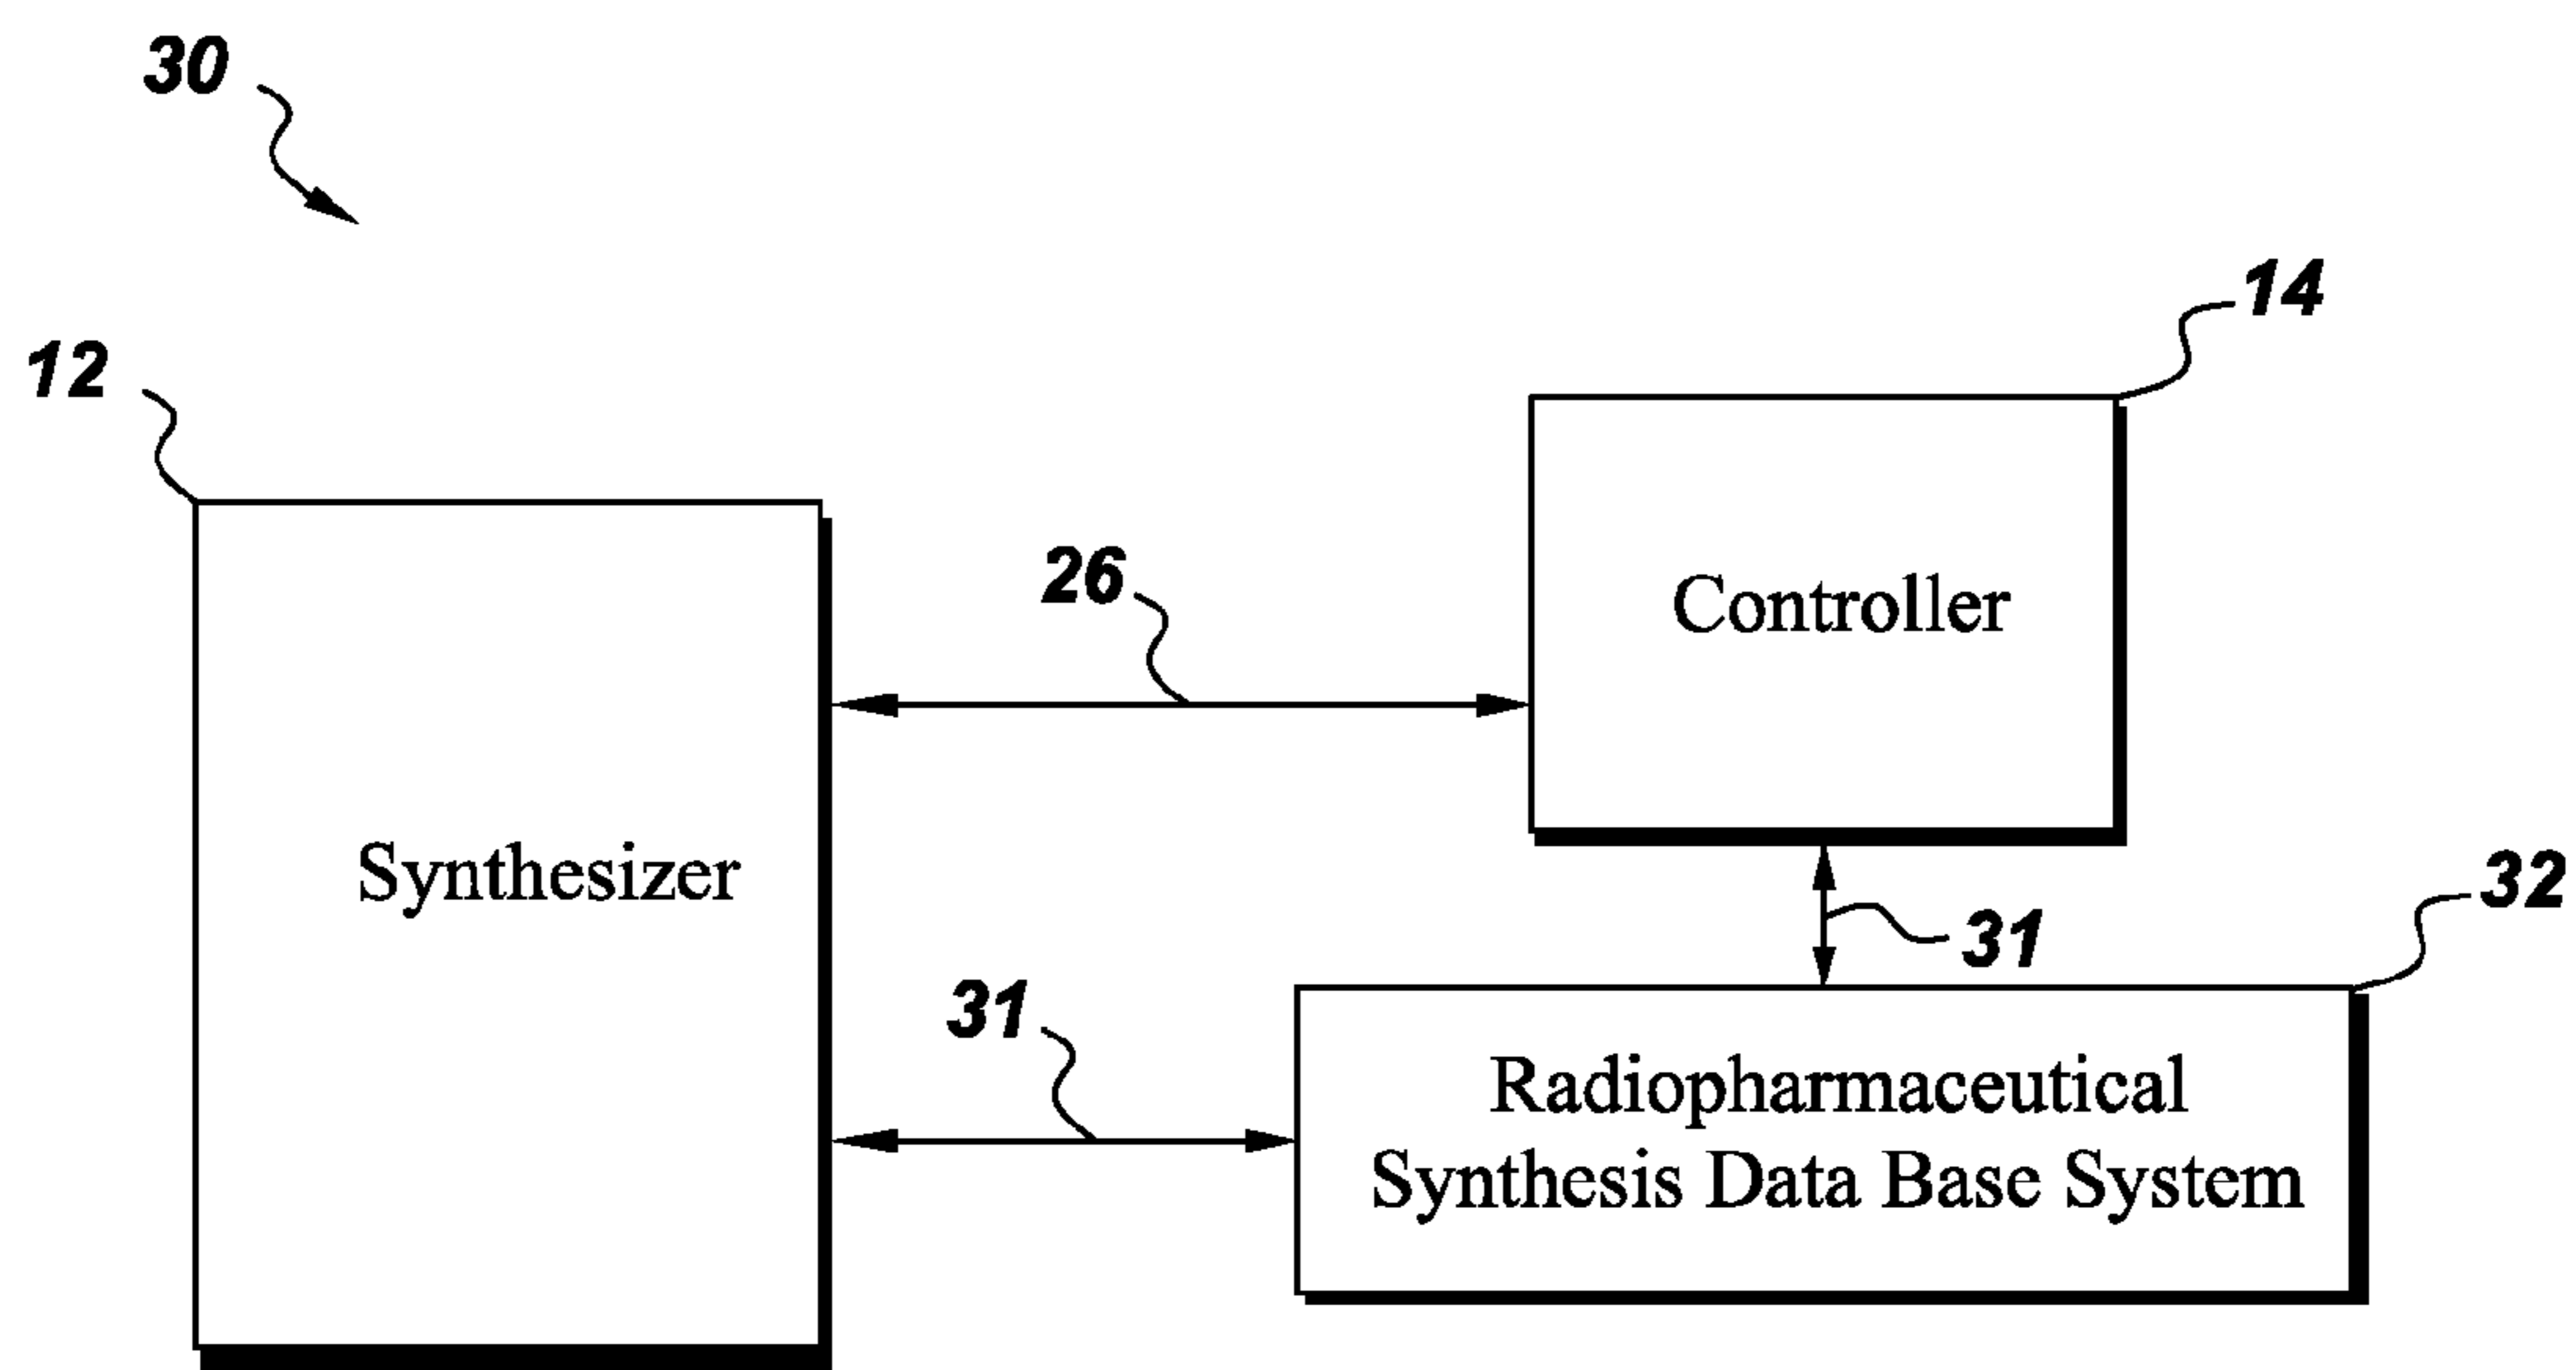 30
14
12
26
Controller
Synthesizer
32
31
31
Radiopharmaceutical
Synthesis Data Base System